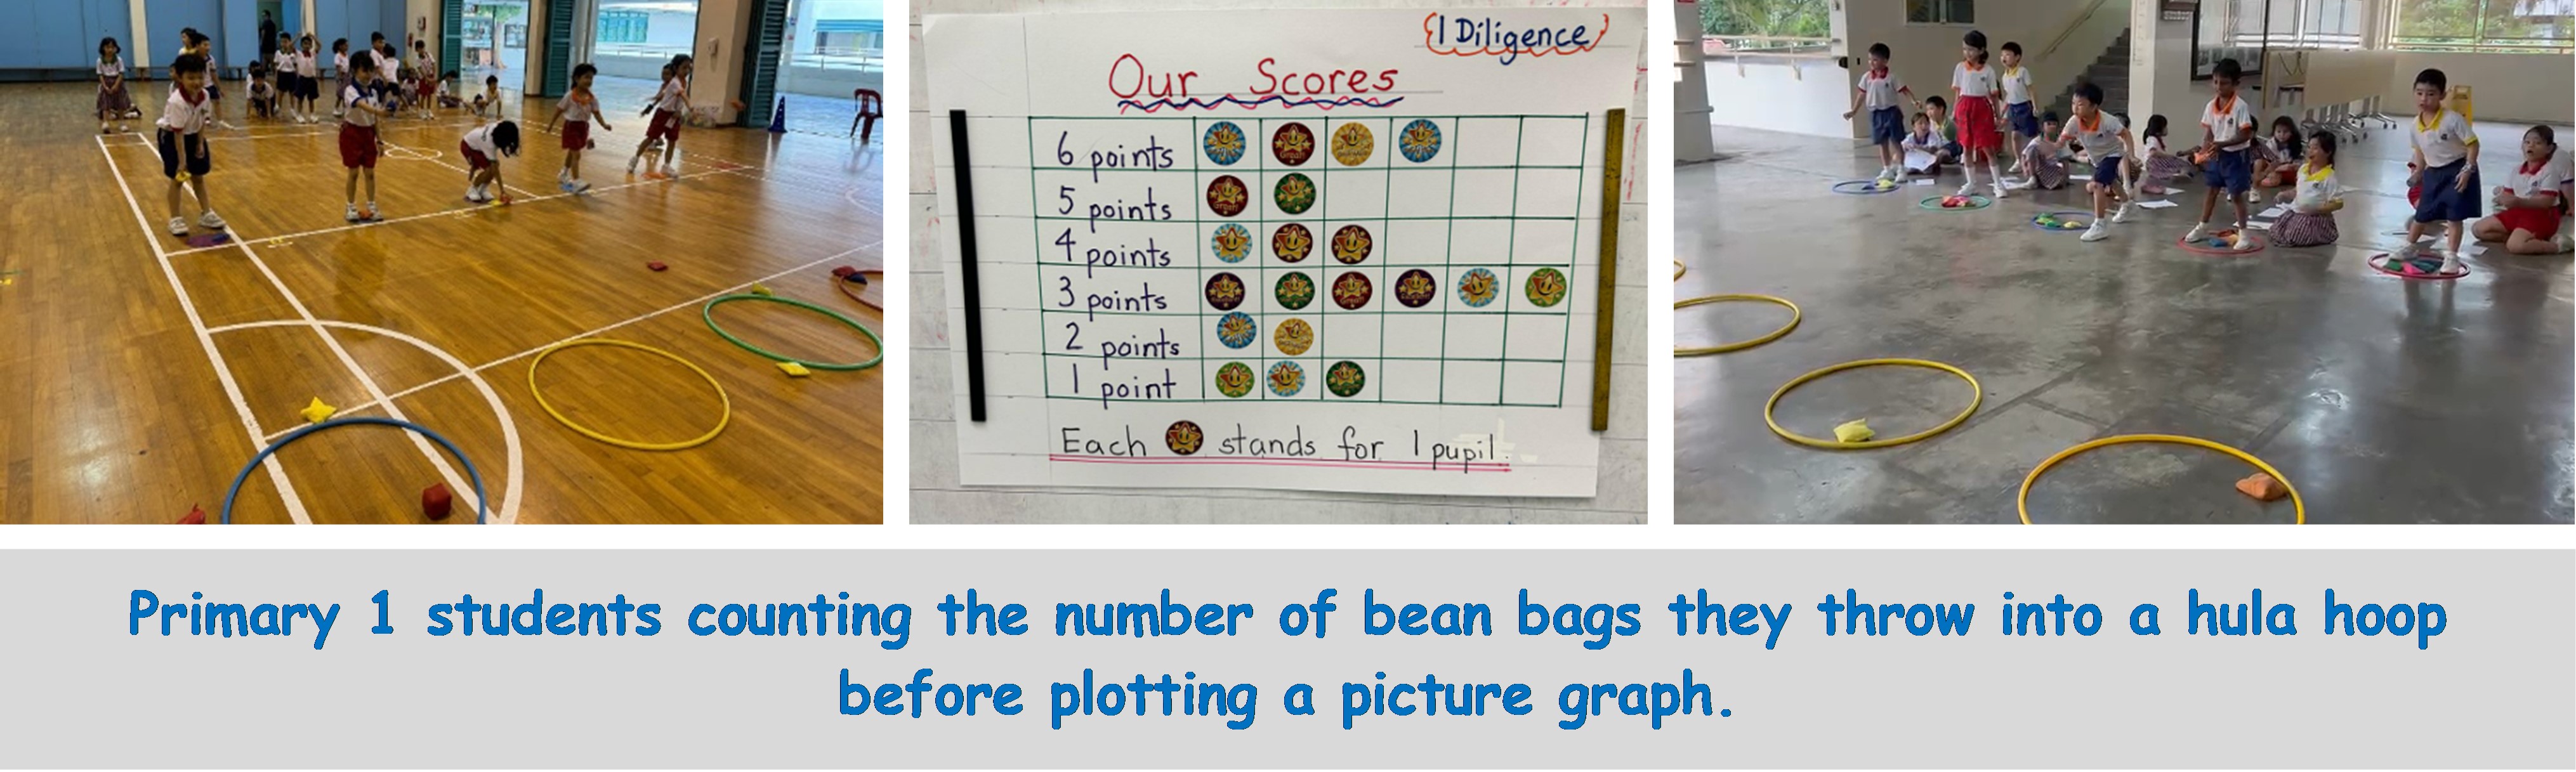 1 Diligence
Our Scores
6 points
5 points
4 points
3 points
2 points
1 point
Each stands for 1 pupil.
Primary 1 students counting the number of bean bags they throw into a hula hoop
before plotting a picture graph.